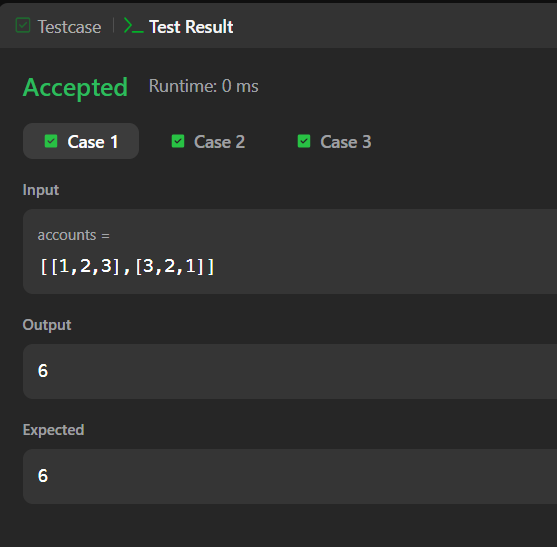 Testcase | >_ Test Result
Accepted Runtime: 0 ms
Case 1 Case 2 Case 3
Input
accounts =
[[1,2,3],[3,2,1]]
Output
6
Expected
6